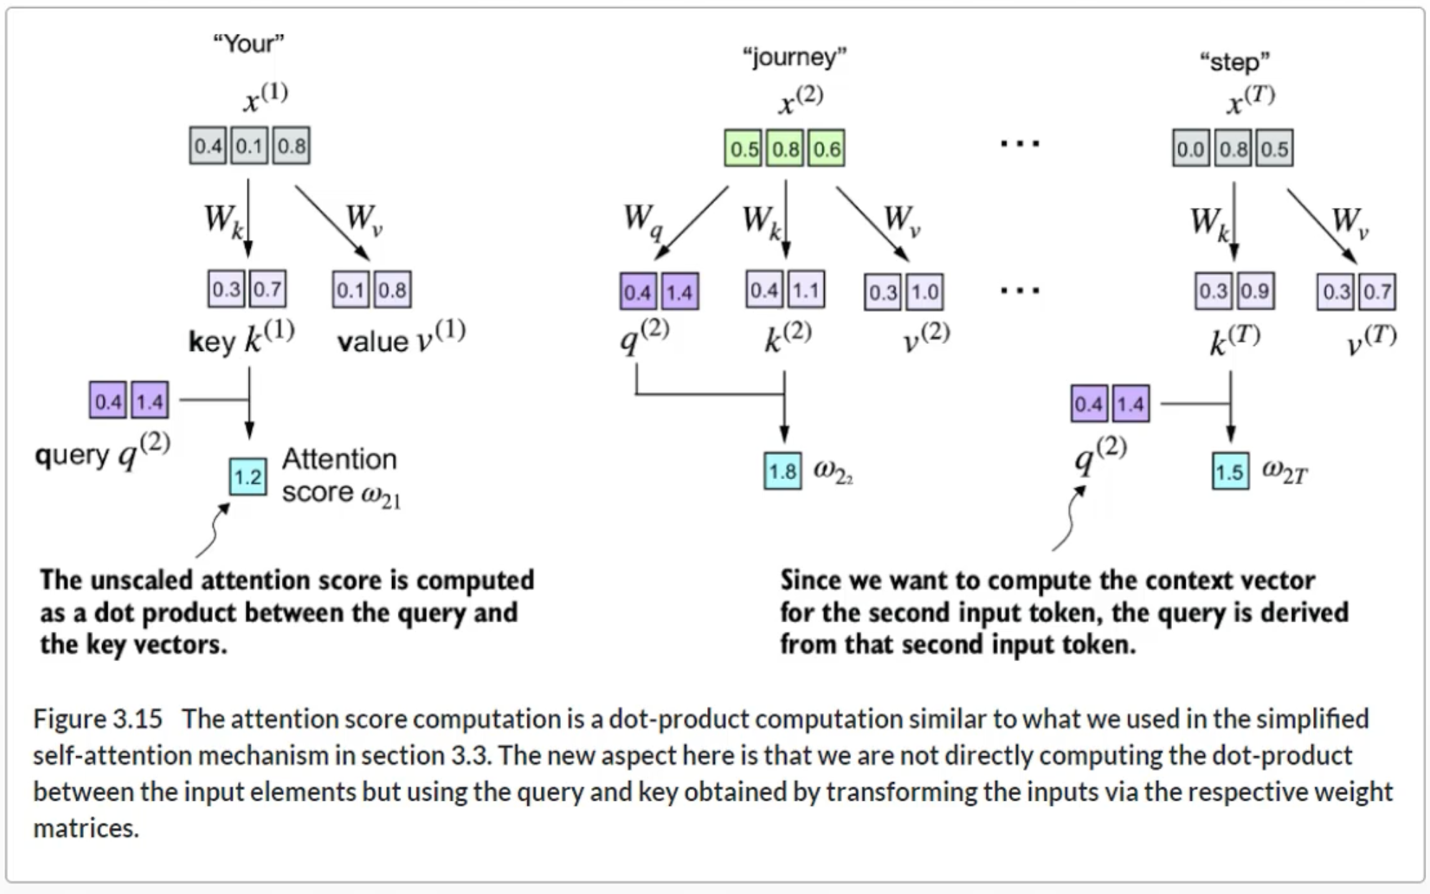 “Your”
x(1)
0.4 0.1 0.8
Wk Wv
0.3 0.7 0.1 0.8
key k(1) value v(1)
0.4 1.4
query q(2)
1.2 Attention
score ω21
The unscaled attention score is computed
as a dot product between the query and
the key vectors.
“journey”
x(2)
0.5 0.8 0.6
Wq Wk Wv
0.4 1.4 0.4 1.1 0.3 1.0
q(2) k(2) v(2)
1.8 ω22
...
...
“step”
x(T)
0.0 0.8 0.5
Wk Wv
0.3 0.9 0.3 0.7
k(T) v(T)
0.4 1.4
q(2)
1.5 ω2T
Since we want to compute the context vector
for the second input token, the query is derived
from that second input token.
Figure 3.15 The attention score computation is a dot-product computation similar to what we used in the simplified
self-attention mechanism in section 3.3. The new aspect here is that we are not directly computing the dot-product
between the input elements but using the query and key obtained by transforming the inputs via the respective weight
matrices.